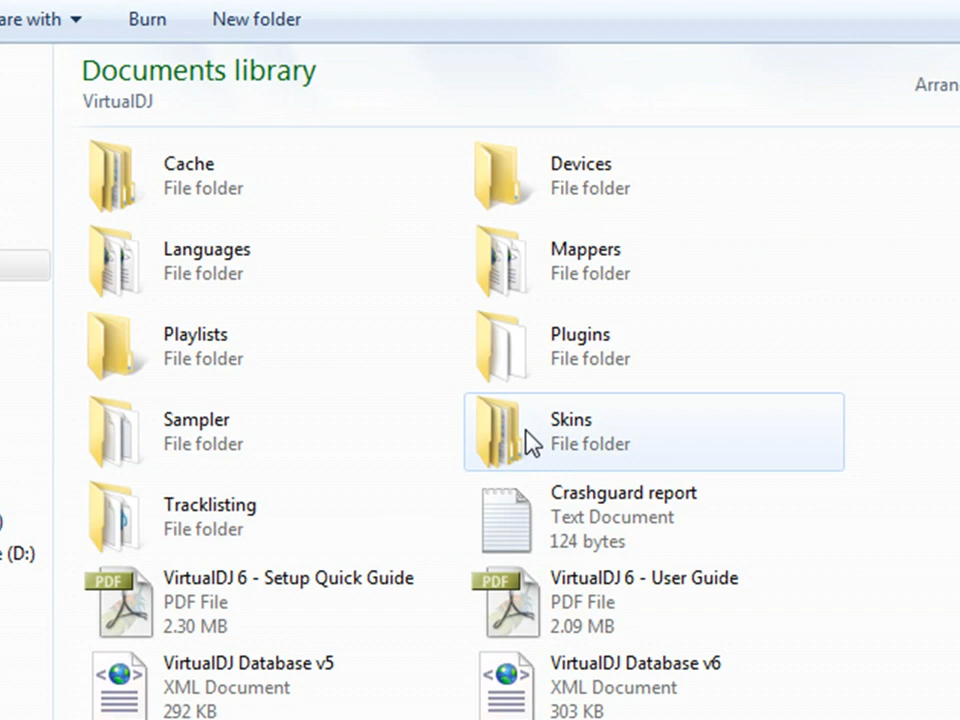 are with
Burn
New folder
Documents library
VirtualDJ
Arran
Cache
File folder
Devices
File folder
Languages
File folder
Mappers
File folder
Playlists
File folder
Plugins
File folder
Sampler
File folder
Skins
File folder
Tracklisting
File folder
Crashguard report
Text Document
124 bytes
e (D:)
PDF
VirtualDJ 6 - Setup Quick Guide
PDF File
2.30 MB
PDF
VirtualDJ 6 - User Guide
PDF File
2.09 MB
VirtualDJ Database v5
XML Document
292 KB
VirtualDJ Database v6
XML Document
303 KB